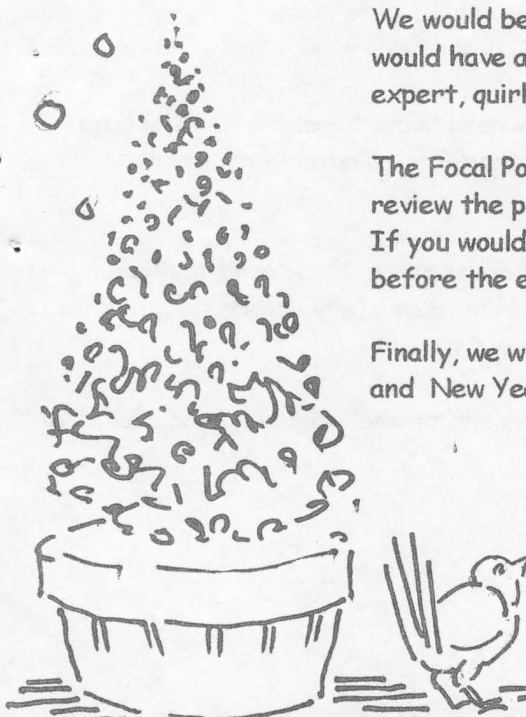 We would be
would have a
expert, quirk
The Focal Po
review the p
If you would
before the e
Finally, we w
and New Yea